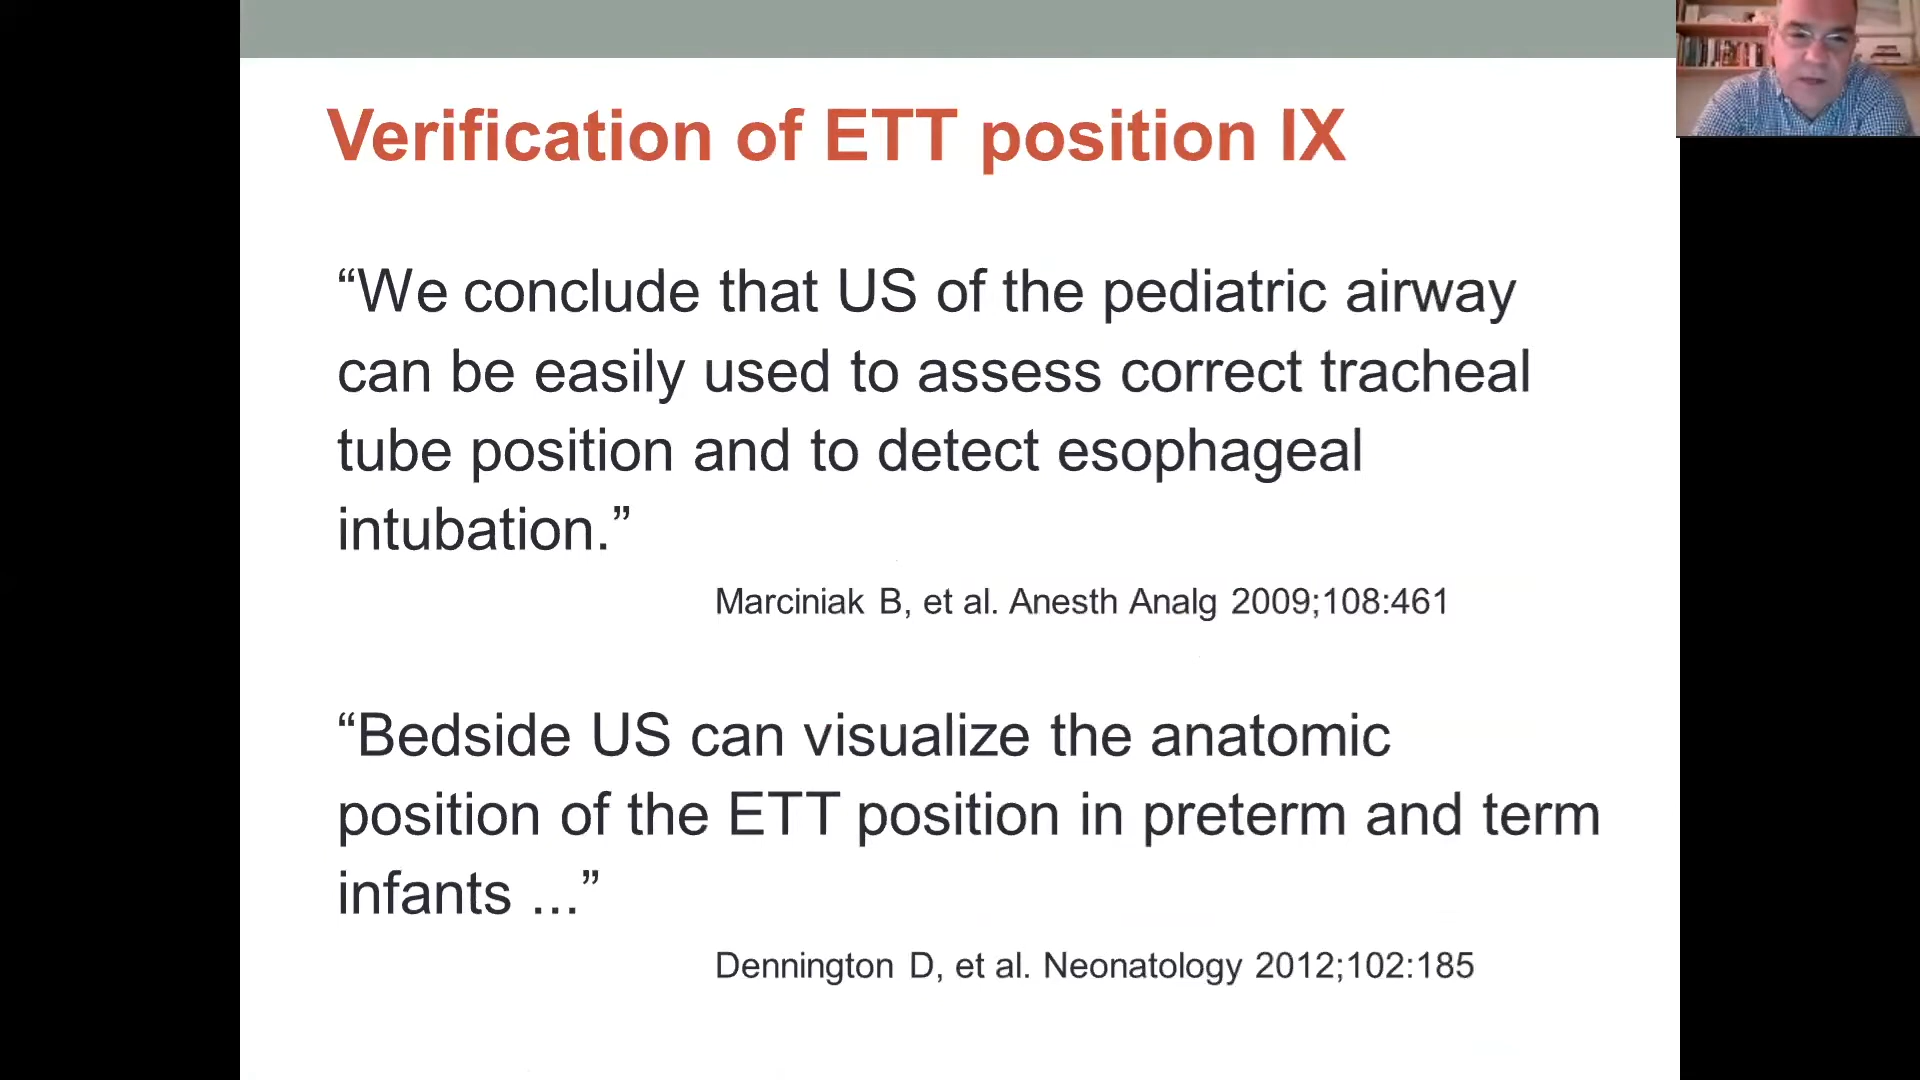 Verification of ETT position IX
“We conclude that US of the pediatric airway
can be easily used to assess correct tracheal
tube position and to detect esophageal
intubation.”
Marciniak B, et al. Anesth Analg 2009;108:461
“Bedside US can visualize the anatomic
position of the ETT position in preterm and term
infants ...”
Dennington D, et al. Neonatology 2012;102:185